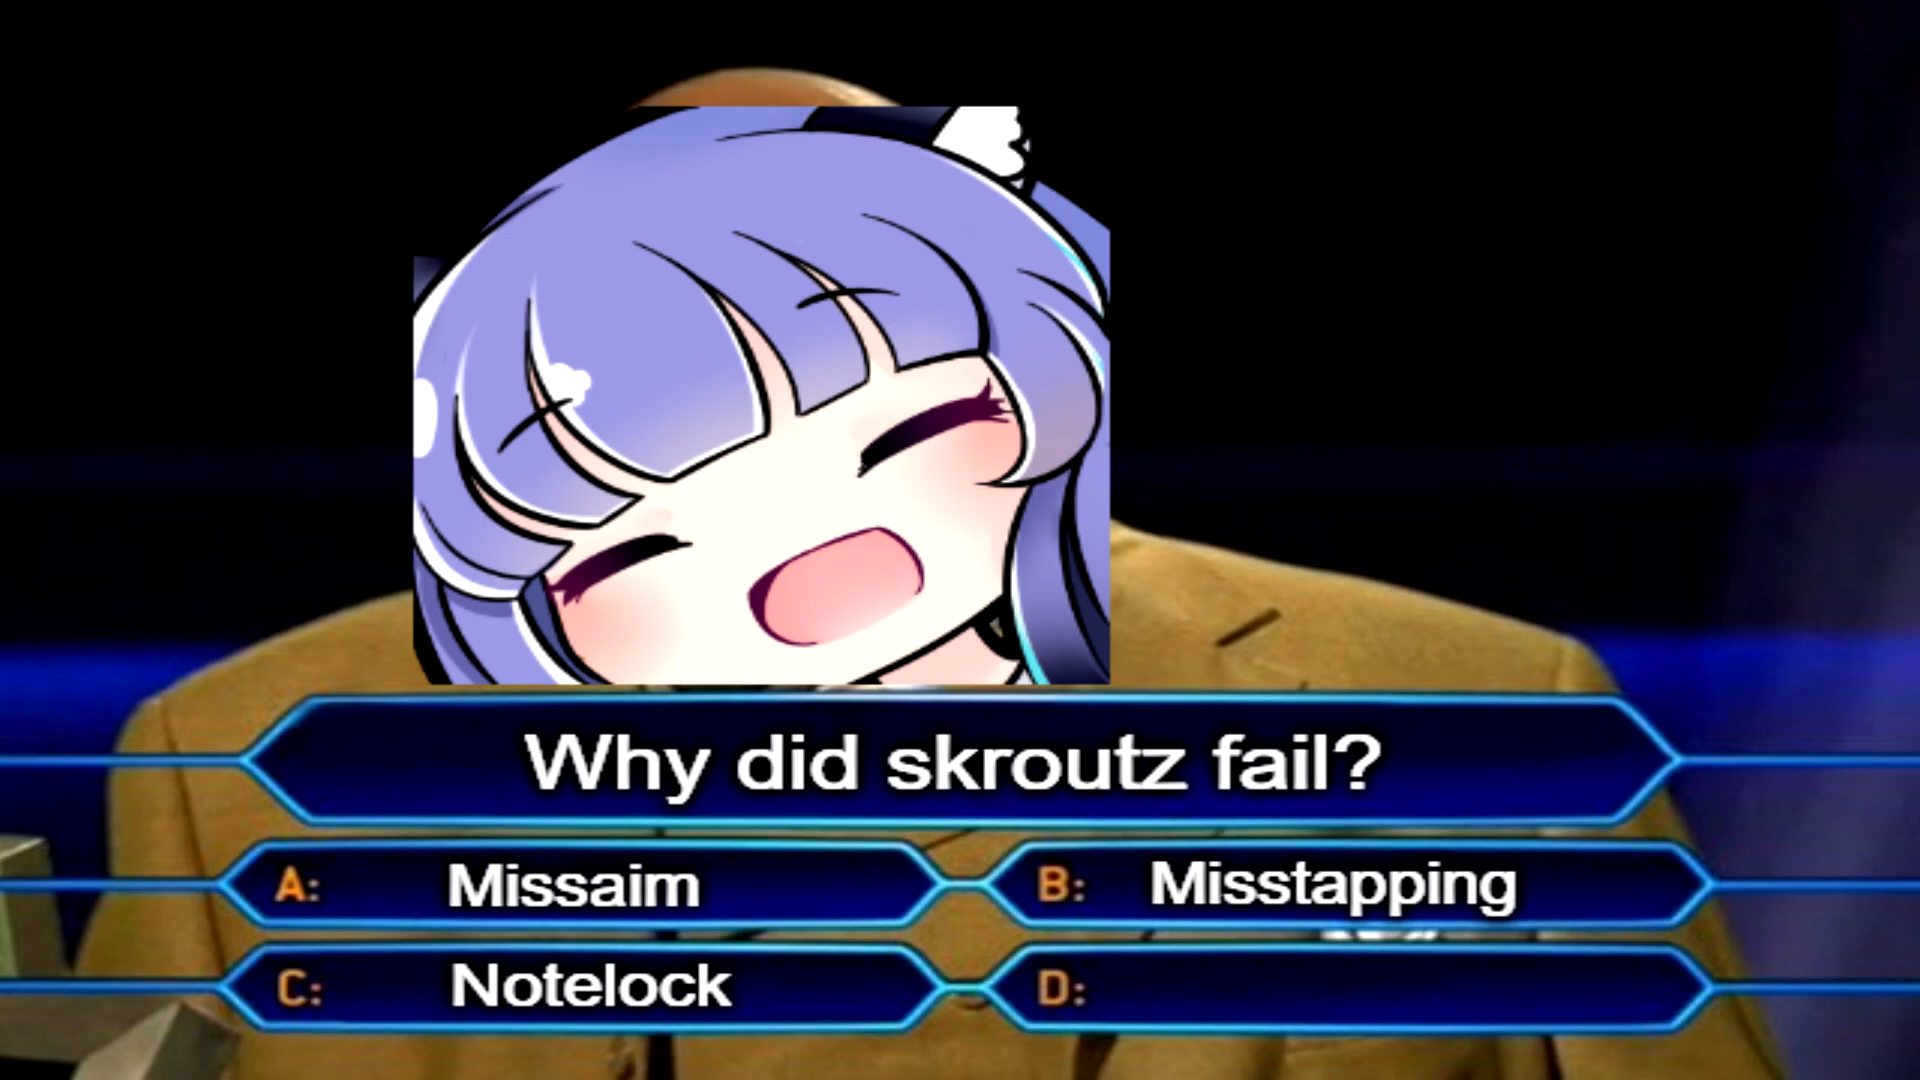 Why did skroutz fail?
A: Missaim
B: Misstapping
C: Notelock
D: